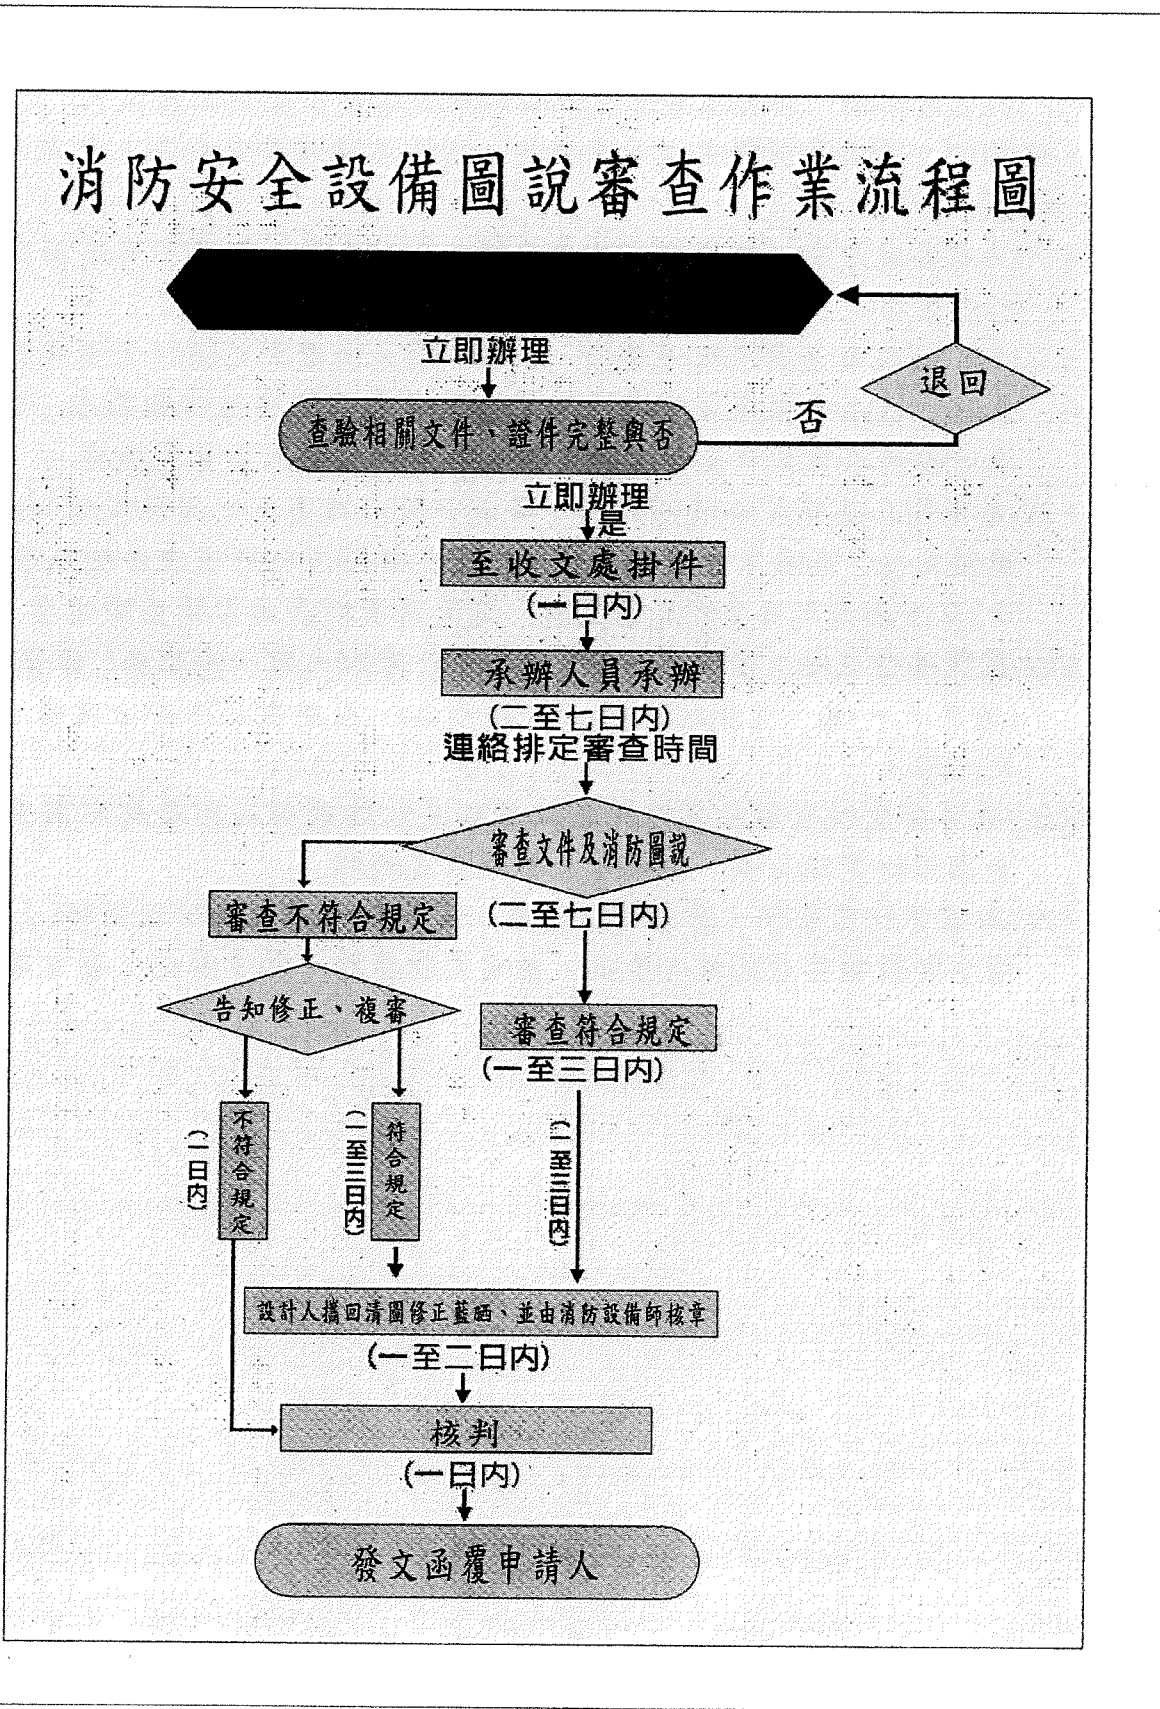 消防安全設備圖說審查作業流程圖
立即辦理
退回
否
查驗相關文件、證件完整與否
立即辦理
是
至收文處掛件
(一日內)
承辦人員承辦
(二至七日內)
連絡排定審查時間
審查文件及消防圖說
審查不符合規定
(二至七日內)
告知修正、複審
審查符合規定
(一至三日內)
(一日內)
不符合規定
(一至三日內)
符合規定
(一至三日內)
設計人攜回清圖修正藍晒、並由消防設備師核章
(一至二日內)
核判
(一日內)
發文函覆申請人